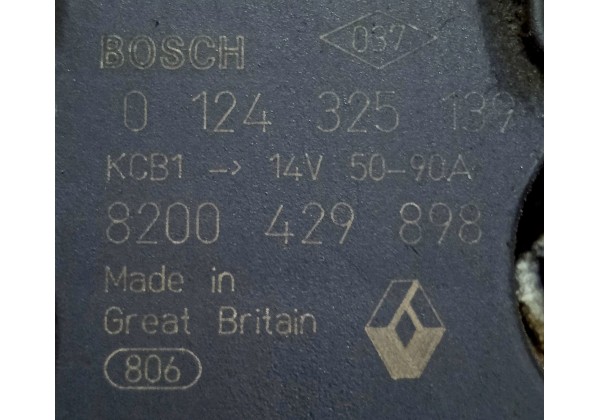 BOSCH 037
0 124 325 139
KCB1 → 14V 50-90A
8200 429 898
Made in
Great Britain
806